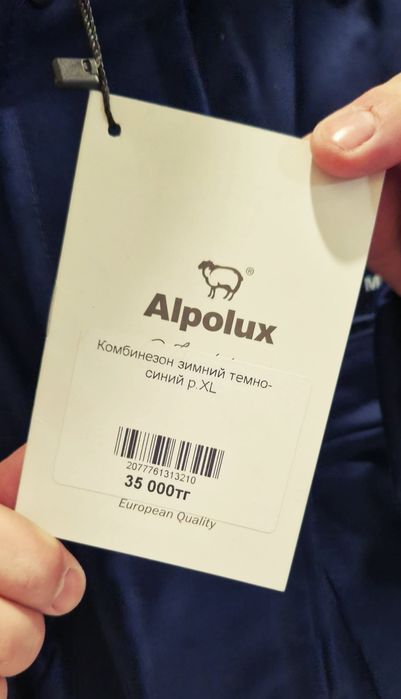 ®
Alpolux
Комбинезон зимний темно-
синий р.XL
2077761313210
35 000тг
European Quality
M